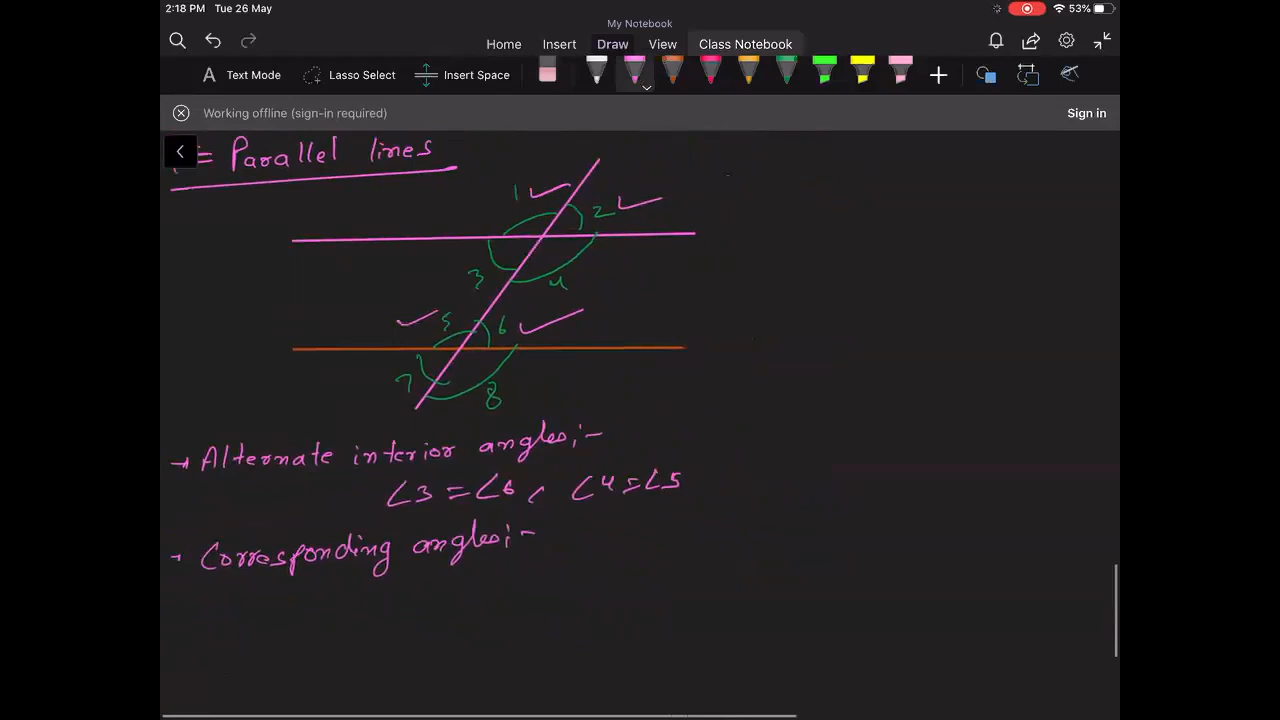 2:18 PM Tue 26 May
53%
My Notebook
Home Insert Draw View Class Notebook
Text Mode Lasso Select Insert Space
Working offline (sign-in required) Sign in
= Parallel lines
1
2
3
4
5
6
7
8
→ Alternate interior angles:-
∠3 = ∠6, ∠4 = ∠5
→ Corresponding angles:-